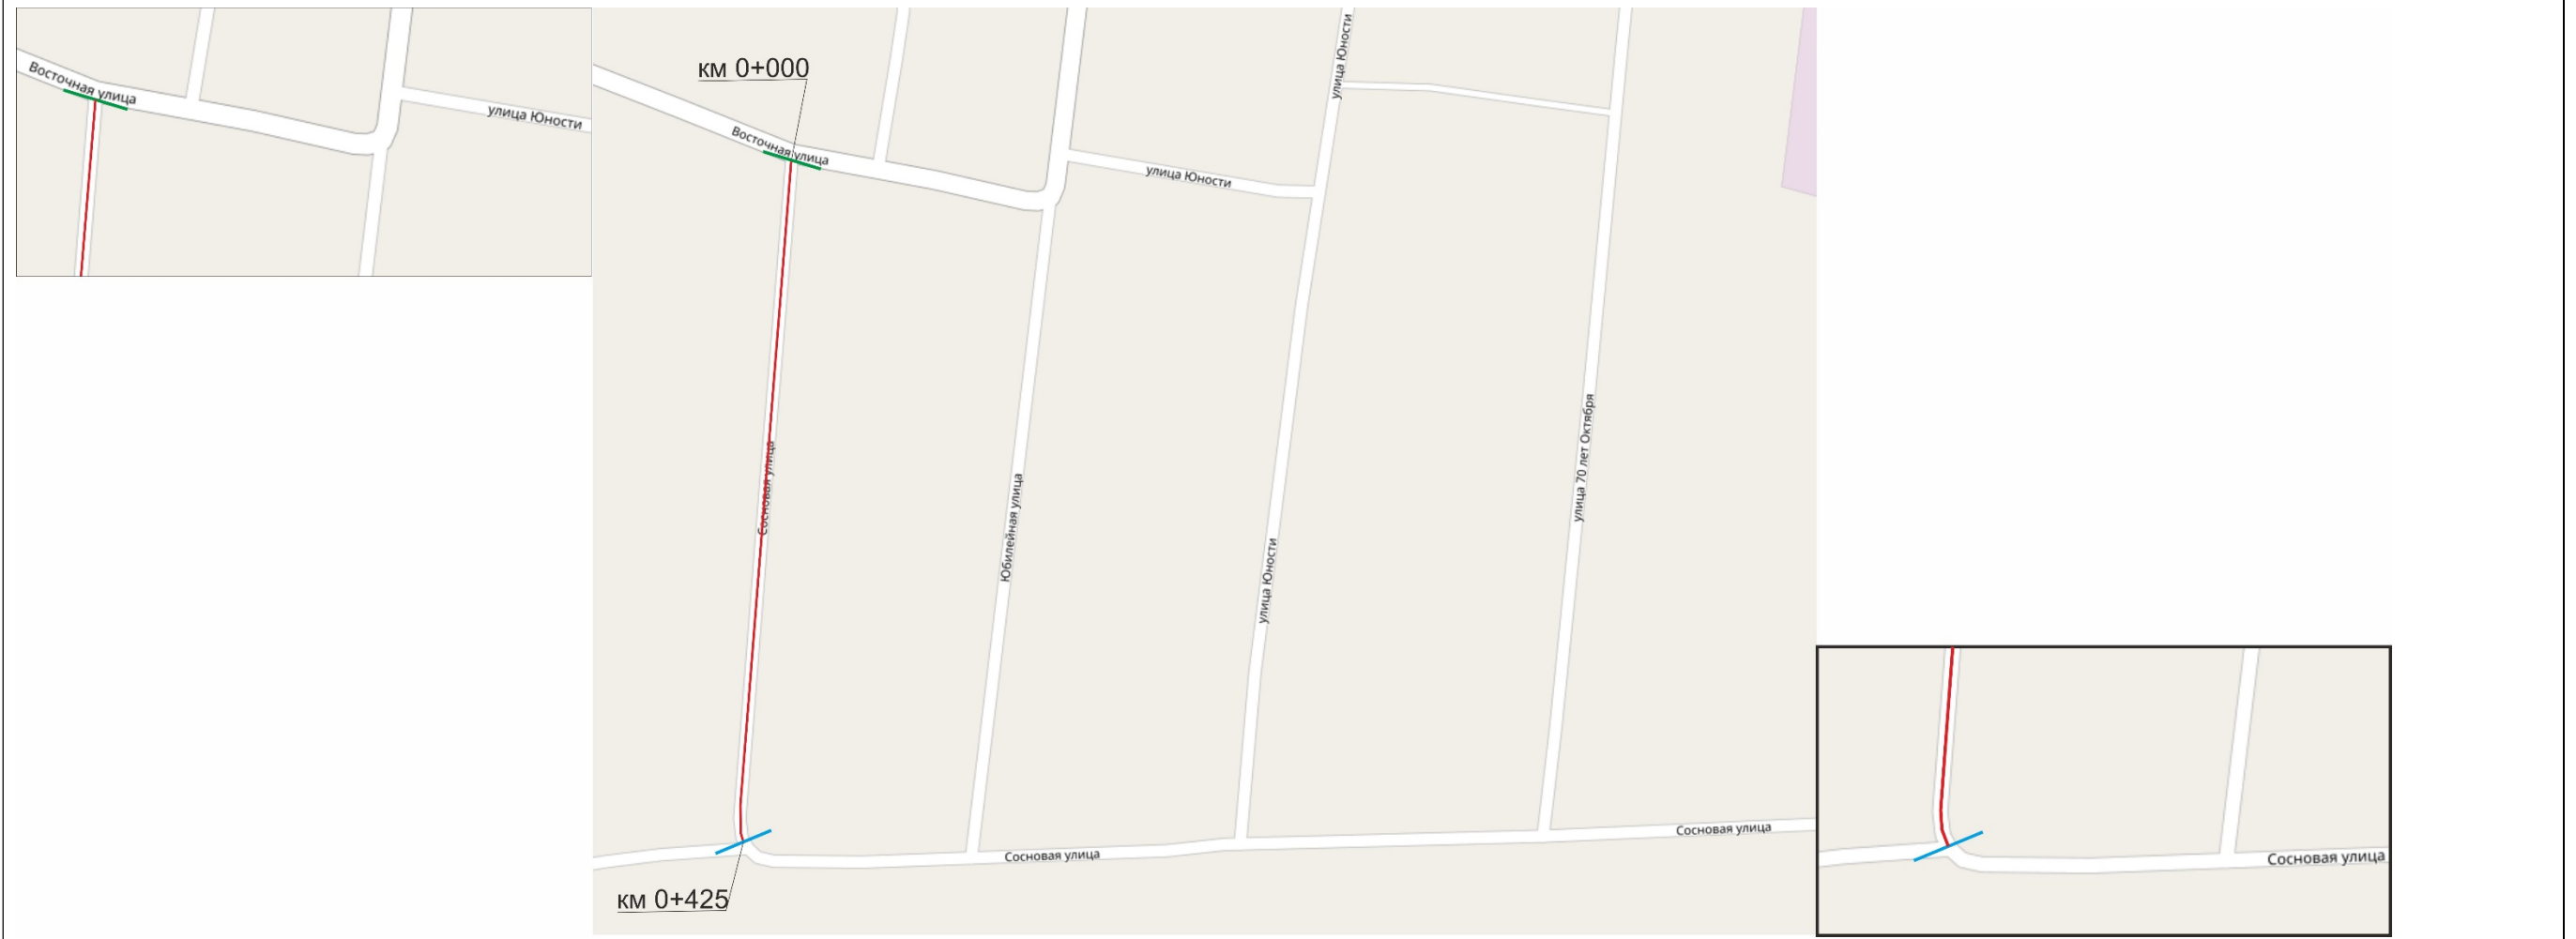 Восточная улица
улица Юности
км 0+000
Восточная улица
улица Юности
улица Юности
Сосновая улица
Юбилейная улица
улица Юности
улица 70 лет Октября
Сосновая улица
Сосновая улица
км 0+425
Сосновая улица